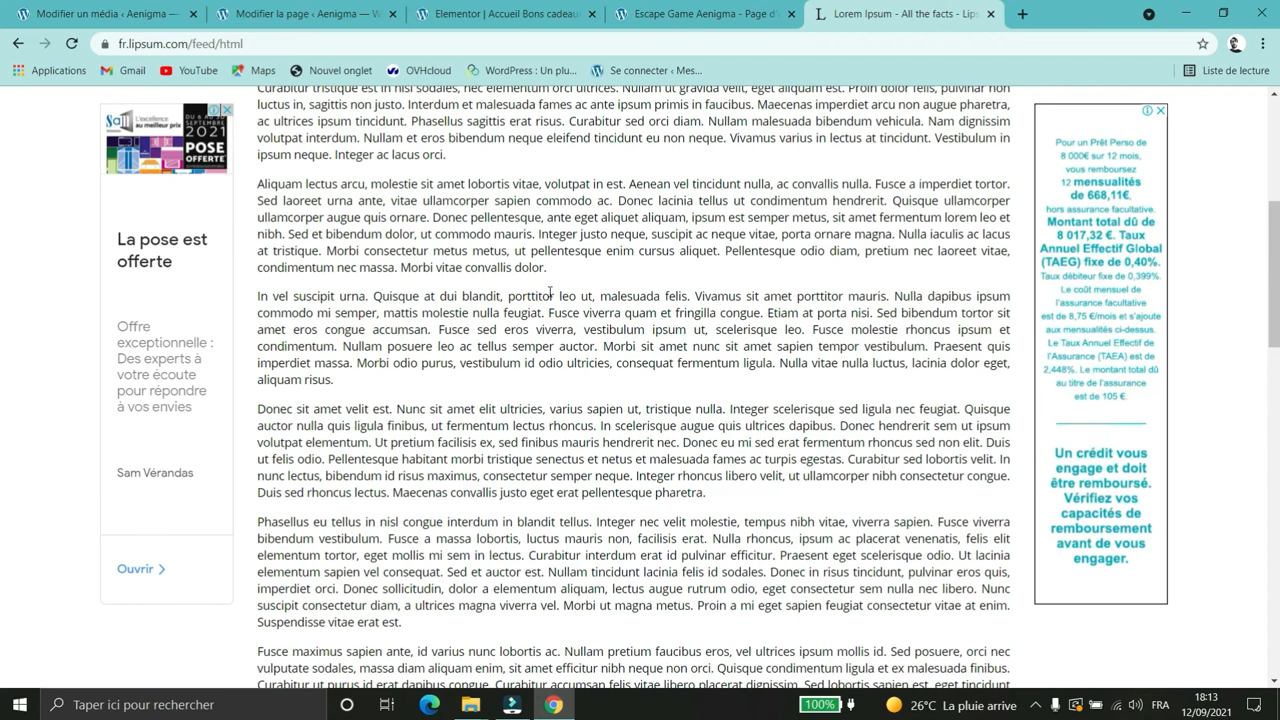 Modifier un média ‹ Aenigma —
Modifier la page ‹ Aenigma — W
Elementor | Accueil Bons cadeau
Escape Game Aenigma - Page d'
Lorem Ipsum - All the facts - Lips
fr.lipsum.com/feed/html
Applications
Gmail
YouTube
Maps
Nouvel onglet
OVHcloud
WordPress : Un plu...
Se connecter ‹ Mes...
Liste de lecture
Curabitur tristique est in nisi sodales, nec elementum orci ultrices. Nullam ut gravida velit, eget aliquam est. Proin dolor felis, pulvinar non
luctus in, sagittis non justo. Interdum et malesuada fames ac ante ipsum primis in faucibus. Maecenas imperdiet arcu non augue pharetra,
ac ultrices ipsum tincidunt. Phasellus sagittis erat risus. Curabitur sed orci diam. Nullam malesuada bibendum vehicula. Nam dignissim
volutpat interdum. Nullam et eros bibendum neque eleifend tincidunt eu non neque. Vivamus varius in lectus at tincidunt. Vestibulum in
ipsum neque. Integer ac lacus orci.
Aliquam lectus arcu, molestie sit amet lobortis vitae, volutpat in est. Aenean vel tincidunt nulla, ac convallis nulla. Fusce a imperdiet tortor.
Sed laoreet urna ante, vitae ullamcorper sapien commodo ac. Donec lacinia tellus ut condimentum hendrerit. Quisque ullamcorper
ullamcorper augue quis ornare. Donec pellentesque, ante eget aliquet aliquam, ipsum est semper metus, sit amet fermentum lorem leo et
nibh. Sed et bibendum est, commodo mauris. Integer justo neque, suscipit ac neque vitae, porta ornare magna. Nulla iaculis ac lacus
at tristique. Morbi consectetur metus, ut pellentesque enim cursus aliquet. Pellentesque odio diam, pretium nec laoreet vitae,
condimentum nec massa. Morbi vitae convallis dolor.
In vel suscipit urna. Quisque at dui blandit, porttitor leo ut, malesuada felis. Vivamus sit amet porttitor mauris. Nulla dapibus ipsum
commodo mi semper, mattis molestie nulla feugiat. Fusce viverra quam et fringilla congue. Etiam at porta nisi. Sed bibendum tortor sit
amet eros congue accumsan. Fusce sed eros viverra, vestibulum ipsum ut, scelerisque leo. Fusce molestie rhoncus ipsum et
condimentum. Nullam non leo ac tellus semper auctor. Morbi sit amet nunc sit amet sapien tempor vestibulum. Praesent quis
imperdiet massa. Morbi odio purus, vestibulum id odio ultricies, consequat fermentum ligula. Nulla vitae nulla luctus, lacinia dolor eget,
aliquam risus.
Donec sit amet velit est. Nunc sit amet elit ultricies, varius sapien ut, tristique nulla. Integer scelerisque sed ligula nec feugiat. Quisque
auctor nulla quis ligula finibus, ut fermentum lectus rhoncus. In scelerisque augue quis ultrices dapibus. Donec hendrerit sem ut ipsum
volutpat elementum. Ut pretium facilisis ex, sed finibus mauris hendrerit nec. Donec eu mi sed erat fermentum rhoncus sed non elit. Duis
ut felis odio. Pellentesque habitant morbi tristique senectus et netus et malesuada fames ac turpis egestas. Curabitur sed lobortis velit. In
nunc lectus, bibendum id risus maximus, consectetur semper neque. Integer rhoncus libero velit, ut ullamcorper nibh consectetur congue.
Duis sed rhoncus lectus. Maecenas convallis justo eget erat pellentesque pharetra.
Phasellus eu tellus in nisl congue interdum in blandit tellus. Integer nec velit molestie, tempus nibh vitae, viverra sapien. Fusce viverra
bibendum vestibulum. Fusce a massa lobortis, luctus mauris non, facilisis erat. Nulla rhoncus, ipsum ac placerat venenatis, felis elit
elementum tortor, eget mollis mi sem in lectus. Curabitur interdum erat id pulvinar efficitur. Praesent eget scelerisque odio. Ut lacinia
elementum sapien vel consequat. Sed et auctor est. Nullam tincidunt lacinia felis id sodales. Donec in risus tincidunt, pulvinar eros quis,
imperdiet orci. Donec sollicitudin, dolor a elementum aliquam, lectus augue rutrum odio, eget consectetur sem nulla nec libero. Nunc
suscipit consectetur diam, a ultrices magna viverra vel. Morbi ut magna metus. Proin a mi eget sapien feugiat consectetur vitae at enim.
Suspendisse vitae erat est.
Fusce maximus sapien ante, id varius nunc lobortis ac. Nullam pretium faucibus eros, vel ultrices ipsum mollis id. Sed posuere, orci nec
vulputate sodales, massa diam aliquam enim, sit amet efficitur nibh neque non orci. Quisque condimentum ligula et ex malesuada finibus.
Curabitur ut purus id erat dapibus fringilla. Curabitur accumsan felis vitae libero placerat dignissim. Sed sagittis sapien
L'excellence
au meilleur prix
DU 6 AU 30
SEPTEMBRE
2021
POSE
OFFERTE
La pose est
offerte
Offre
exceptionnelle :
Des experts à
votre écoute
pour répondre
à vos envies
Sam Vérandas
Ouvrir
Pour un Prêt Perso de
8 000€ sur 12 mois,
vous remboursez
12 mensualités
de 668,11€.
hors assurance facultative.
Montant total dû de
8 017,32 €. Taux
Annuel Effectif Global
(TAEG) fixe de 0,40%.
Taux débiteur fixe de 0,399%.
Le coût mensuel de
l'assurance facultative
est de 8,75 €/mois et s'ajoute
aux mensualités ci-dessus.
Le Taux Annuel Effectif de
l'Assurance (TAEA) est de
2,448%. Le montant total dû
au titre de l'assurance
est de 105 €.
Un crédit vous
engage et doit
être remboursé.
Vérifiez vos
capacités de
remboursement
avant de vous
engager.
Taper ici pour rechercher
100%
26°C La pluie arrive
FRA
18:13
12/09/2021